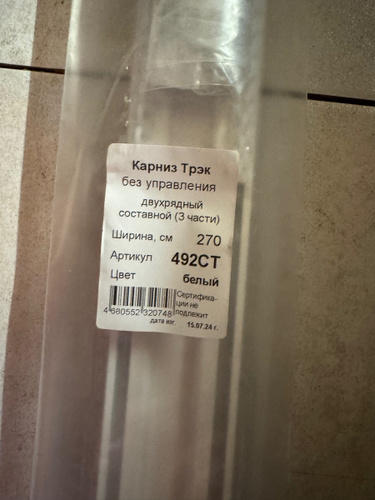 Карниз Трэк
без управления
двухрядный
составной (3 части)
Ширина, см 270
Артикул 492СТ
Цвет белый
Сертифика-
ции не
подлежит
4 680552 320748
дата изг. 15.07.24 г.